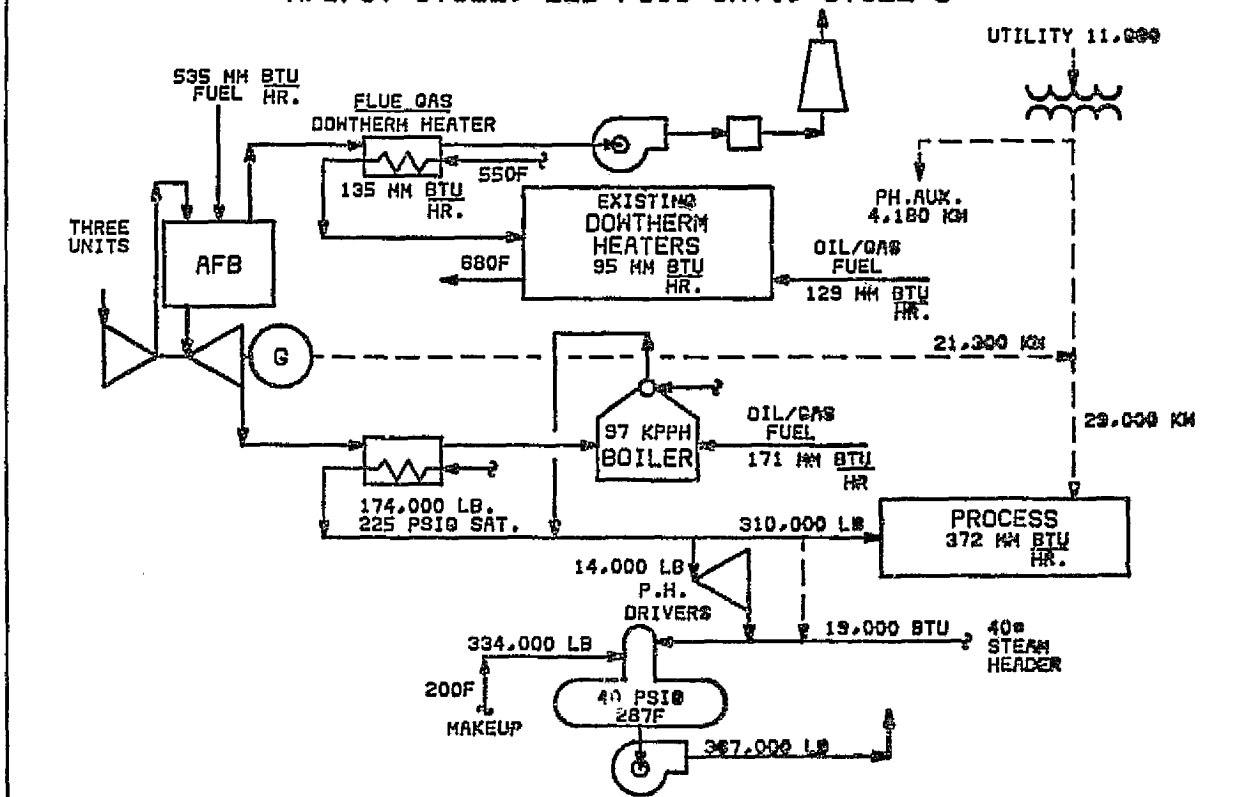 UTILITY 11,000
535 MM BTU
FUEL HR.
FLUE GAS
DOWTHERM HEATER
550F
135 MM BTU
HR.
PH.AUX.
4,180 KW
THREE
UNITS
AFB
EXISTING
DOWTHERM
HEATERS
95 MM BTU
HR.
OIL/GAS
FUEL
129 MM BTU
HR.
680F
G
21,300 KW
29,000 KW
97 KPPH
BOILER
OIL/GAS
FUEL
171 MM BTU
HR
174,000 LB.
225 PSIG SAT.
310,000 LB
PROCESS
372 MM BTU
HR.
14,000 LB
P.H.
DRIVERS
19,000 BTU
40#
STEAM
HEADER
334,000 LB
200F
MAKEUP
40 PSIG
287F
367,000 LB